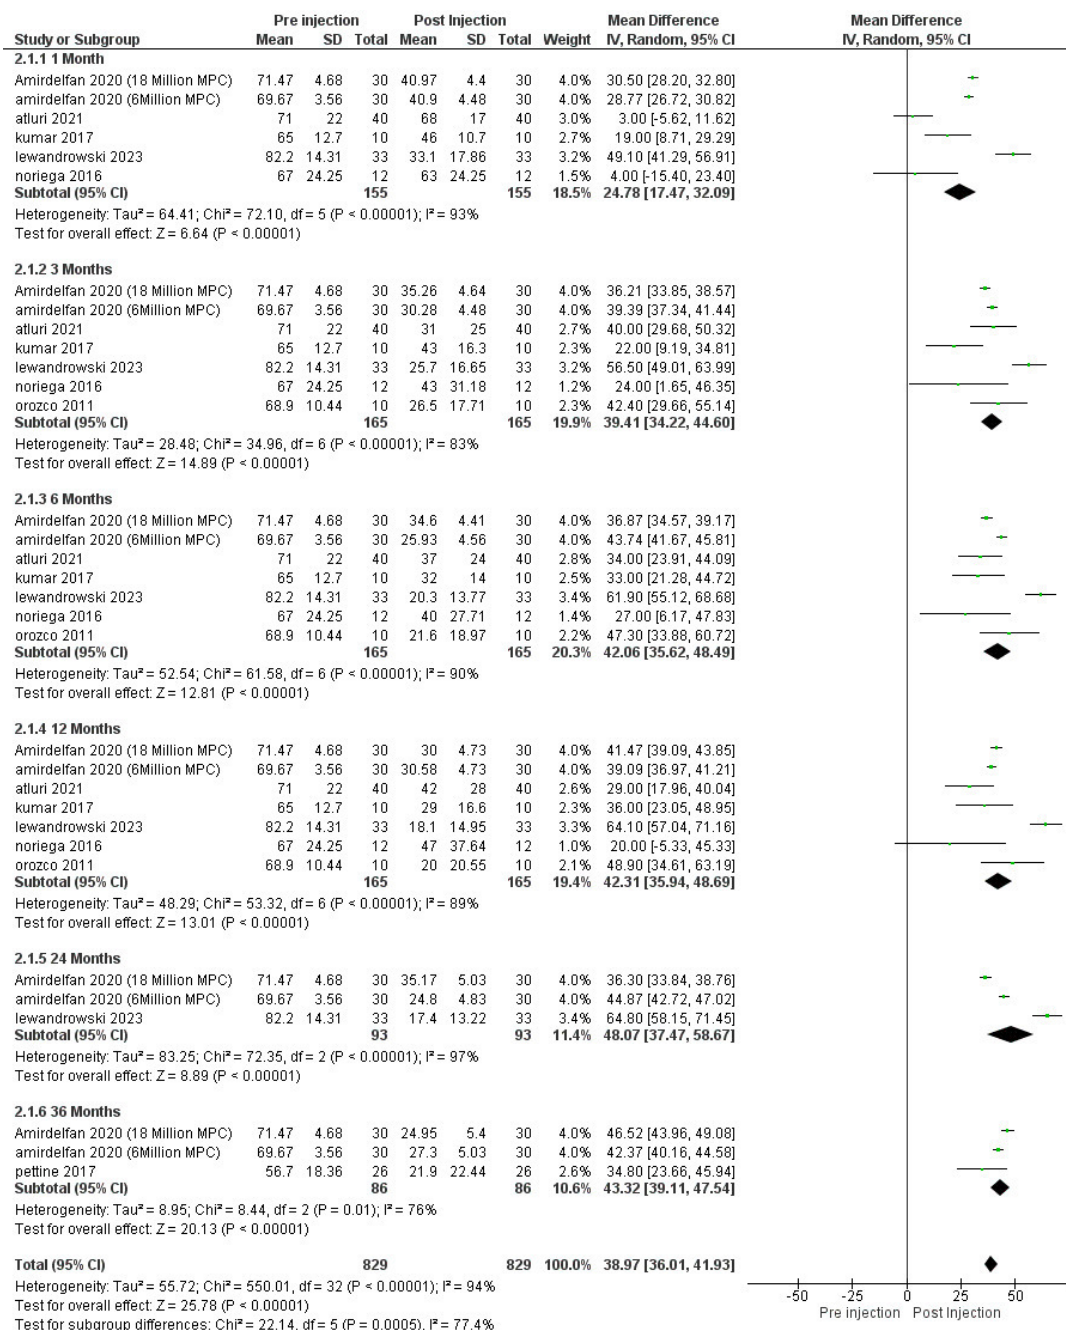 Pre injection Post Injection Mean Difference Mean Difference
Study or Subgroup Mean SD Total Mean SD Total Weight IV, Random, 95% CI IV, Random, 95% CI
2.1.1 1 Month
Amirdelfan 2020 (18 Million MPC) 71.47 4.68 30 40.97 4.4 30 4.0% 30.50 [28.20, 32.80]
amirdelfan 2020 (6Million MPC) 69.67 3.56 30 40.9 4.48 30 4.0% 28.77 [26.72, 30.82]
atluri 2021 71 22 40 68 17 40 3.0% 3.00 [-5.62, 11.62]
kumar 2017 65 12.7 10 46 10.7 10 2.7% 19.00 [8.71, 29.29]
lewandrowski 2023 82.2 14.31 33 33.1 17.86 33 3.2% 49.10 [41.29, 56.91]
noriega 2016 67 24.25 12 63 24.25 12 1.4% 4.00 [-15.40, 23.40]
Subtotal (95% CI) 155 155 18.5% 24.78 [17.47, 32.09]
Heterogeneity: Tau² = 64.41; Chi² = 72.10, df = 5 (P < 0.00001); I² = 93%
Test for overall effect: Z = 6.64 (P < 0.00001)
2.1.2 3 Months
Amirdelfan 2020 (18 Million MPC) 71.47 4.68 30 35.26 4.64 30 4.0% 36.21 [33.85, 38.57]
amirdelfan 2020 (6Million MPC) 69.67 3.56 30 30.28 4.48 30 4.0% 39.39 [37.34, 41.44]
atluri 2021 71 22 40 31 25 40 2.7% 40.00 [29.68, 50.32]
kumar 2017 65 12.7 10 43 16.3 10 2.3% 22.00 [9.19, 34.81]
lewandrowski 2023 82.2 14.31 33 25.7 16.65 33 3.2% 56.50 [49.01, 63.99]
noriega 2016 67 24.25 12 43 31.18 12 1.2% 24.00 [1.65, 46.35]
orozco 2011 68.9 10.44 10 26.5 17.71 10 2.3% 42.40 [29.66, 55.14]
Subtotal (95% CI) 165 165 19.9% 39.41 [34.22, 44.60]
Heterogeneity: Tau² = 28.48; Chi² = 34.96, df = 6 (P < 0.00001); I² = 83%
Test for overall effect: Z = 14.89 (P < 0.00001)
2.1.3 6 Months
Amirdelfan 2020 (18 Million MPC) 71.47 4.68 30 34.6 4.41 30 4.0% 36.87 [34.57, 39.17]
amirdelfan 2020 (6Million MPC) 69.67 3.56 30 25.93 4.56 30 4.0% 43.74 [41.67, 45.81]
atluri 2021 71 22 40 37 24 40 2.8% 34.00 [23.91, 44.09]
kumar 2017 65 12.7 10 32 14 10 2.5% 33.00 [21.28, 44.72]
lewandrowski 2023 82.2 14.31 33 20.3 13.77 33 3.4% 61.90 [55.12, 68.68]
noriega 2016 67 24.25 12 40 27.71 12 1.4% 27.00 [6.17, 47.83]
orozco 2011 68.9 10.44 10 21.6 18.97 10 2.2% 47.30 [33.88, 60.72]
Subtotal (95% CI) 165 165 20.3% 42.06 [35.62, 48.49]
Heterogeneity: Tau² = 52.54; Chi² = 61.58, df = 6 (P < 0.00001); I² = 90%
Test for overall effect: Z = 12.81 (P < 0.00001)
2.1.4 12 Months
Amirdelfan 2020 (18 Million MPC) 71.47 4.68 30 30 4.73 30 4.0% 41.47 [39.09, 43.85]
amirdelfan 2020 (6Million MPC) 69.67 3.56 30 30.58 4.73 30 4.0% 39.09 [36.97, 41.21]
atluri 2021 71 22 40 42 28 40 2.6% 29.00 [17.96, 40.04]
kumar 2017 65 12.7 10 29 16.6 10 2.3% 36.00 [23.05, 48.95]
lewandrowski 2023 82.2 14.31 33 18.1 14.95 33 3.3% 64.10 [57.04, 71.16]
noriega 2016 67 24.25 12 47 37.64 12 1.0% 20.00 [-5.33, 45.33]
orozco 2011 68.9 10.44 10 20 20.55 10 2.1% 48.90 [34.61, 63.19]
Subtotal (95% CI) 165 165 19.4% 42.31 [35.94, 48.69]
Heterogeneity: Tau² = 48.29; Chi² = 53.32, df = 6 (P < 0.00001); I² = 89%
Test for overall effect: Z = 13.01 (P < 0.00001)
2.1.5 24 Months
Amirdelfan 2020 (18 Million MPC) 71.47 4.68 30 35.17 5.03 30 4.0% 36.30 [33.84, 38.76]
amirdelfan 2020 (6Million MPC) 69.67 3.56 30 24.8 4.83 30 4.0% 44.87 [42.72, 47.02]
lewandrowski 2023 82.2 14.31 33 17.4 13.22 33 3.4% 64.80 [58.15, 71.45]
Subtotal (95% CI) 93 93 11.4% 48.07 [37.47, 58.67]
Heterogeneity: Tau² = 83.25; Chi² = 72.35, df = 2 (P < 0.00001); I² = 97%
Test for overall effect: Z = 8.89 (P < 0.00001)
2.1.6 36 Months
Amirdelfan 2020 (18 Million MPC) 71.47 4.68 30 24.95 5.4 30 4.0% 46.52 [43.96, 49.08]
amirdelfan 2020 (6Million MPC) 69.67 3.56 30 27.3 5.03 30 4.0% 42.37 [40.16, 44.58]
pettine 2017 56.7 18.36 26 21.9 22.44 26 2.6% 34.80 [23.66, 45.94]
Subtotal (95% CI) 86 86 10.6% 43.32 [39.11, 47.54]
Heterogeneity: Tau² = 8.95; Chi² = 8.44, df = 2 (P = 0.01); I² = 76%
Test for overall effect: Z = 20.13 (P < 0.00001)
Total (95% CI) 829 829 100.0% 38.97 [36.01, 41.93]
Heterogeneity: Tau² = 55.72; Chi² = 550.01, df = 32 (P < 0.00001); I² = 94%
Test for overall effect: Z = 25.78 (P < 0.00001)
Test for subgroup differences: Chi² = 22.14, df = 5 (P = 0.0005), I² = 77.4%
-50 -25 0 25 50
Pre injection Post Injection